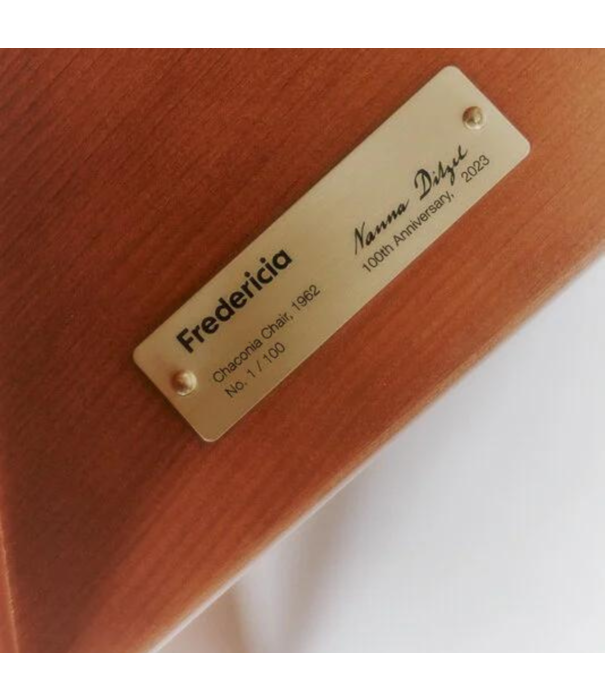 Fredericia
Chaconia Chair, 1962
No. 1 / 100
Nanna Ditzel
100th Anniversary, 2023